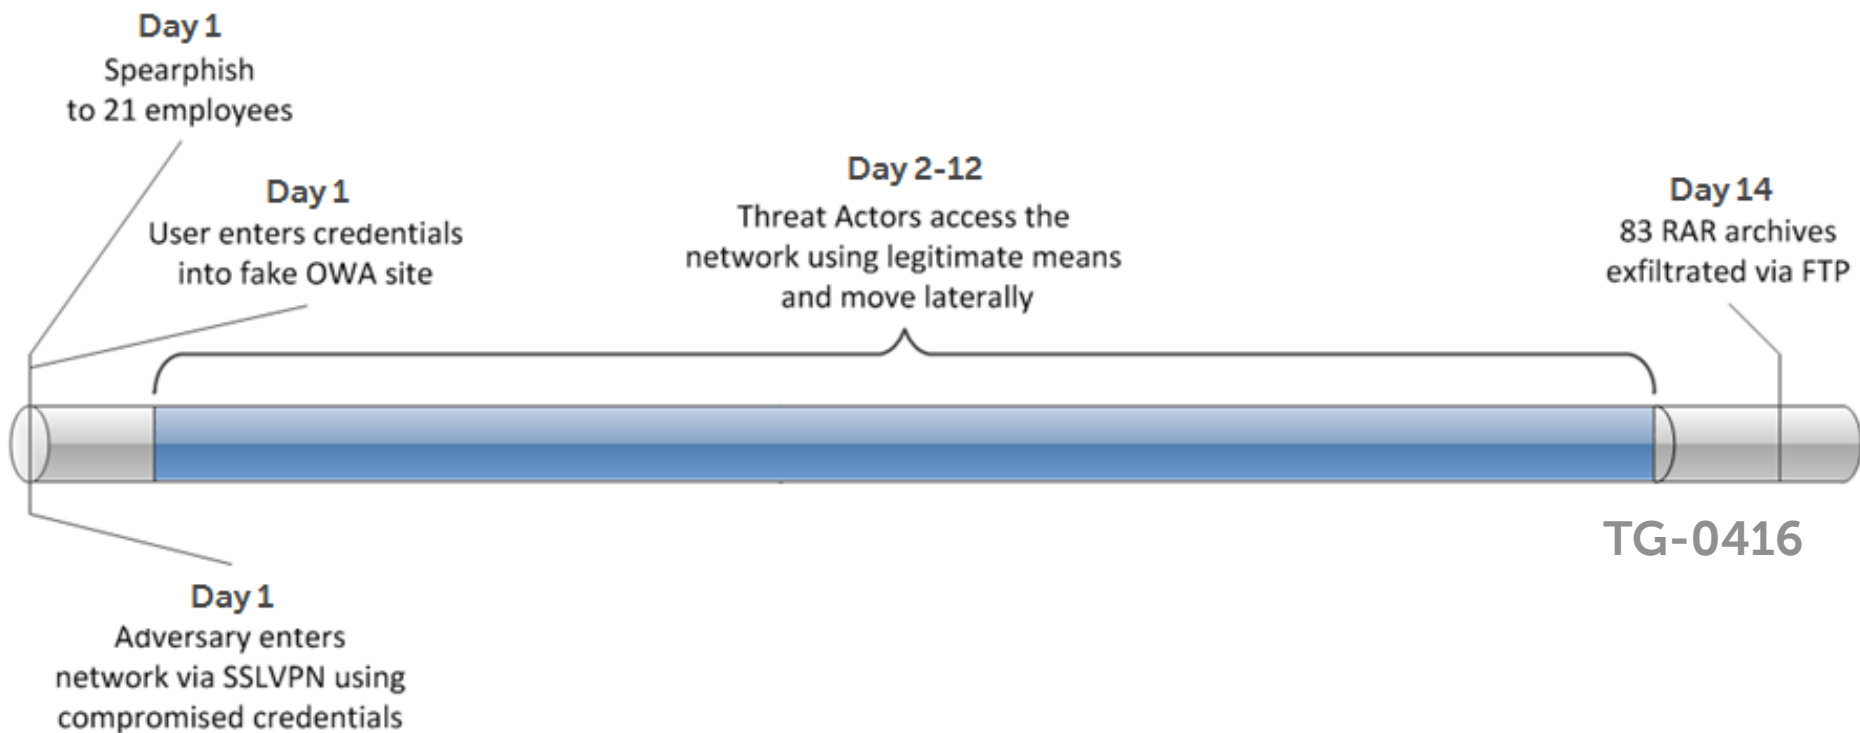 Day 1
Spearphish
to 21 employees
Day 1
User enters credentials
into fake OWA site
Day 2-12
Threat Actors access the
network using legitimate means
and move laterally
Day 14
83 RAR archives
exfiltrated via FTP
TG-0416
Day 1
Adversary enters
network via SSLVPN using
compromised credentials